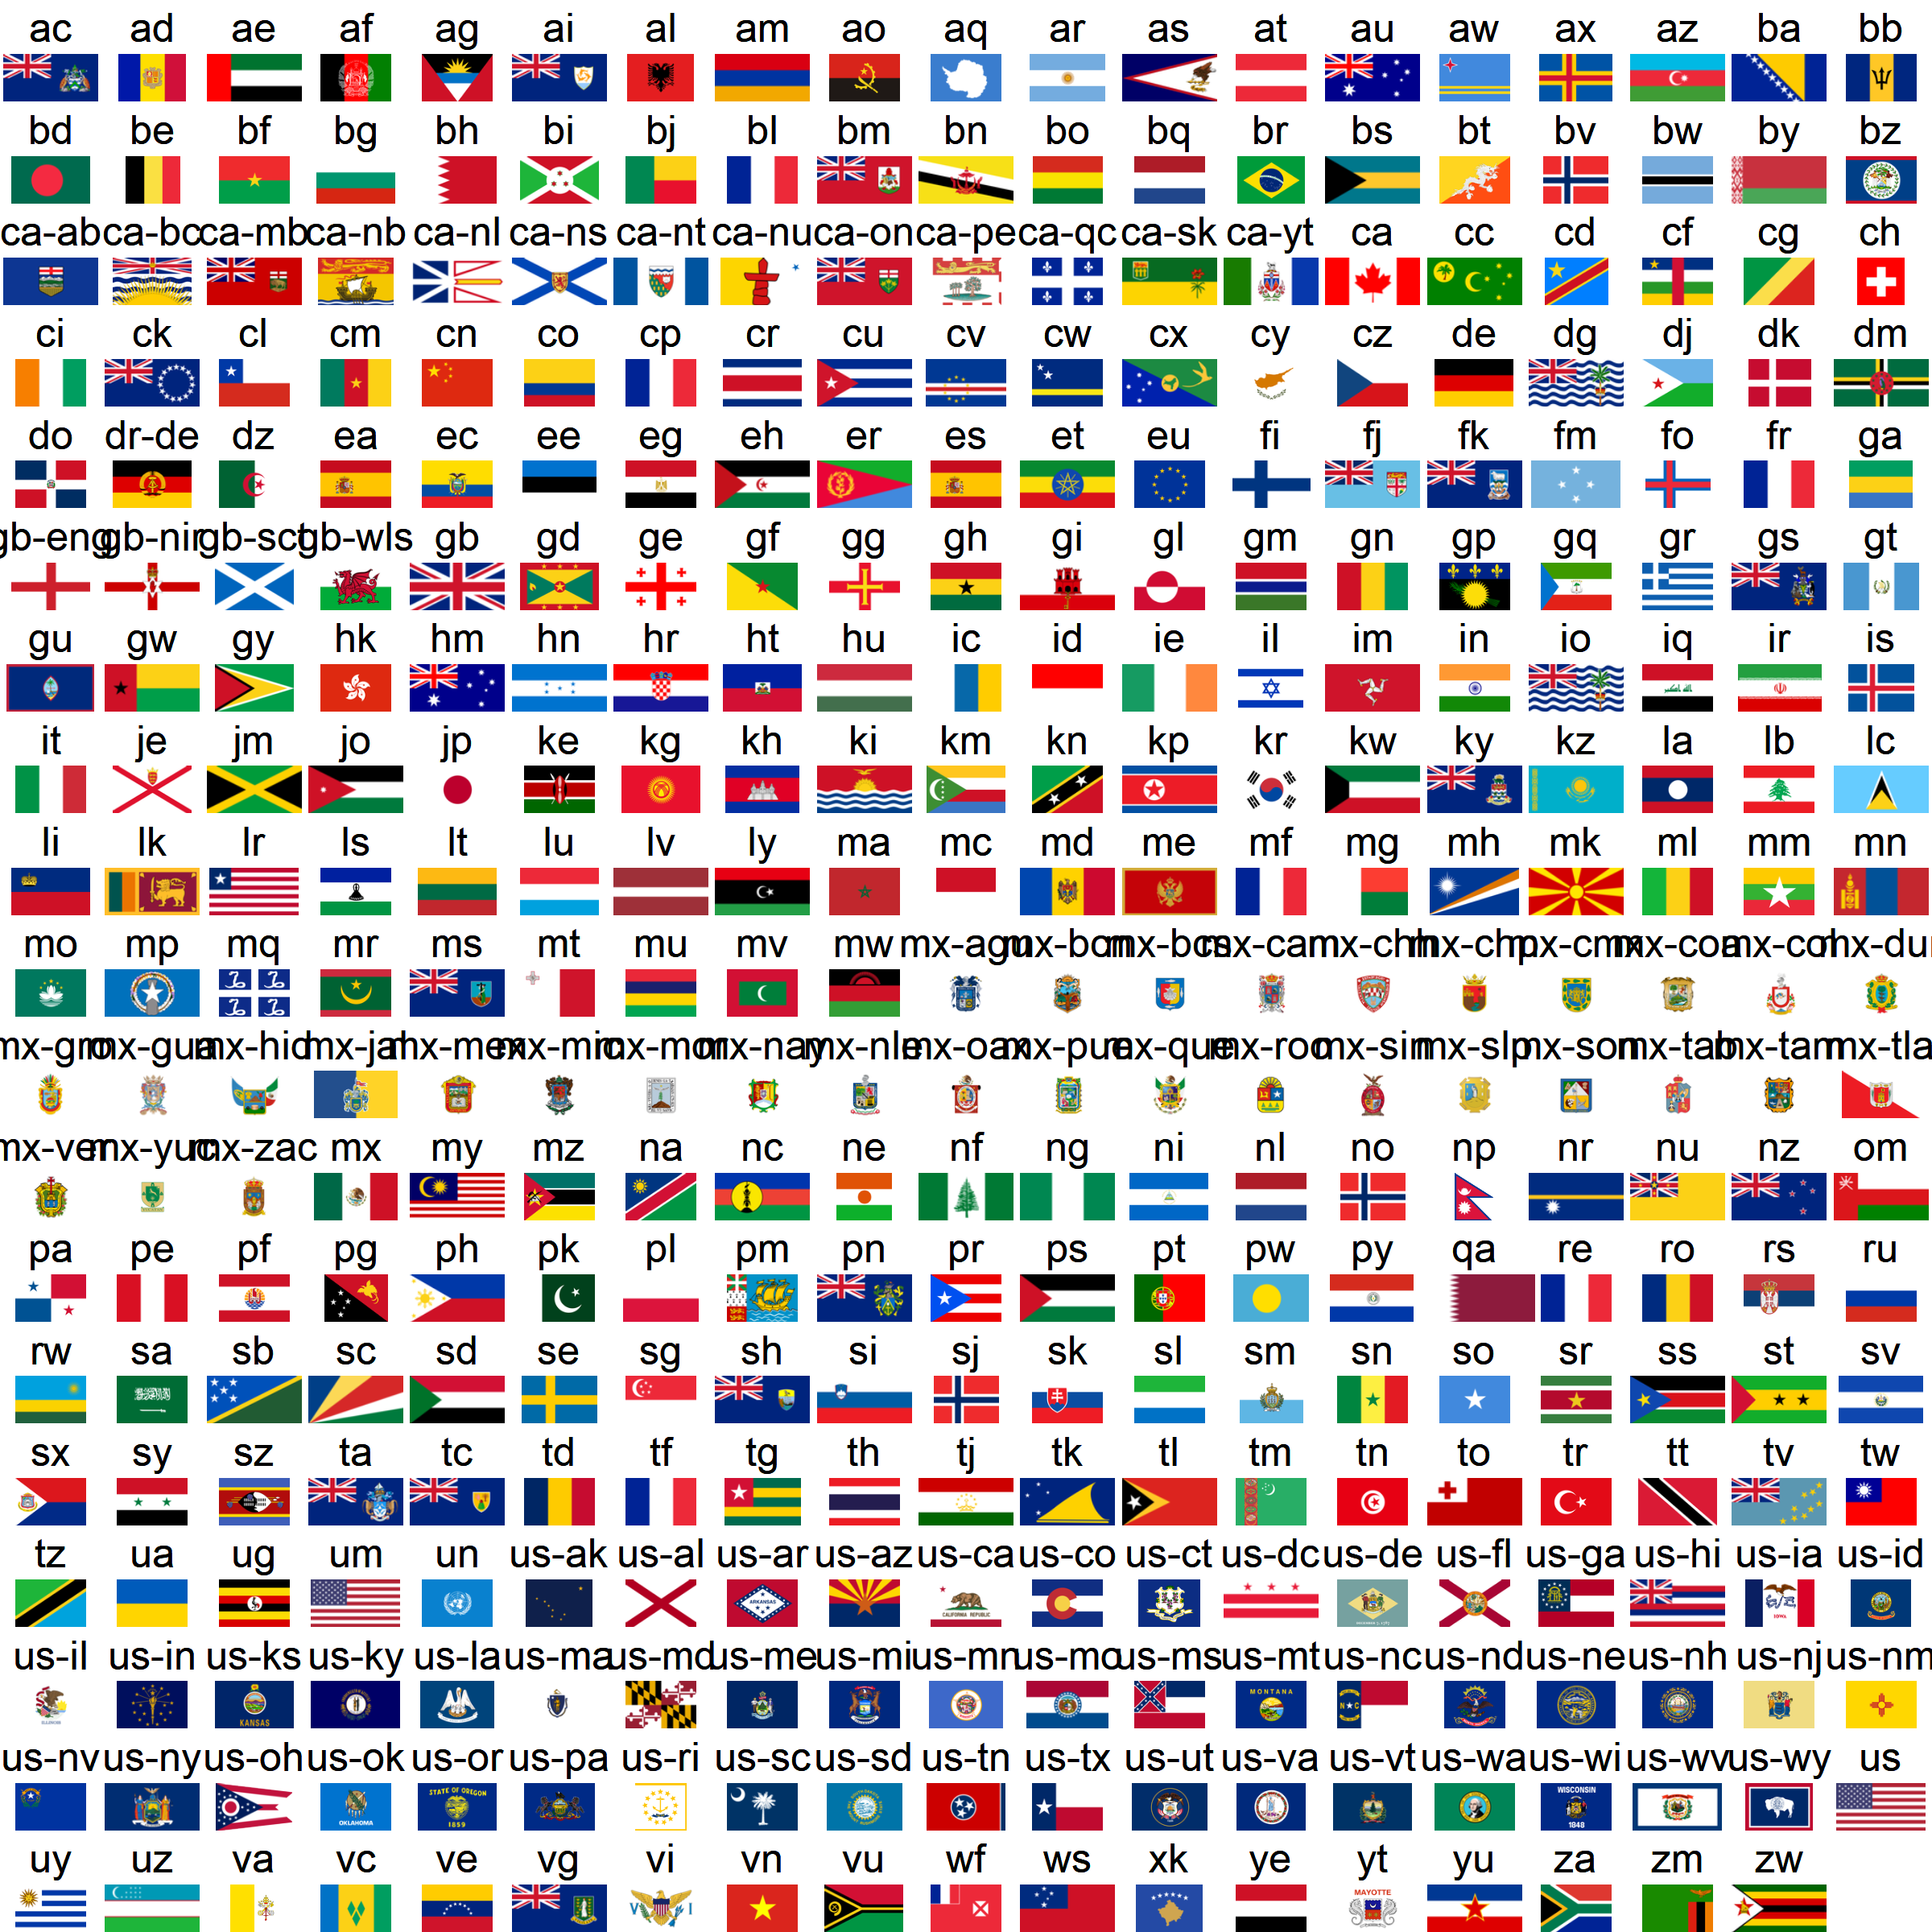 ac ad ae af ag ai al am ao aq ar as at au aw ax az ba bb
bd be bf bg bh bi bj bl bm bn bo bq br bs bt bv bw by bz
ca-ab ca-bc ca-mb ca-nb ca-nl ca-ns ca-nt ca-nu ca-on ca-pe ca-qc ca-sk ca-yt ca cc cd cf cg ch
ci ck cl cm cn co cp cr cu cv cw cx cy cz de dg dj dk dm
do dr-de dz ea ec ee eg eh er es et eu fi fj fk fm fo fr ga
gb-eng gb-nir gb-sct gb-wls gb gd ge gf gg gh gi gl gm gn gp gq gr gs gt
gu gw gy hk hm hn hr ht hu ic id ie il im in io iq ir is
it je jm jo jp ke kg kh ki km kn kp kr kw ky kz la lb lc
li lk lr ls lt lu lv ly ma mc md me mf mg mh mk ml mm mn
mo mp mq mr ms mt mu mv mw mx-agu mx-bcn mx-bcs mx-cam mx-chh mx-chp mx-cmx mx-coa mx-col mx-dur
mx-gro mx-gua mx-hid mx-jal mx-mex mx-mic mx-mor mx-nay mx-nle mx-oax mx-pue mx-que mx-roo mx-sin mx-slp mx-son mx-tab mx-tam mx-tla
mx-ver mx-yuc mx-zac mx my mz na nc ne nf ng ni nl no np nr nu nz om
pa pe pf pg ph pk pl pm pn pr ps pt pw py qa re ro rs ru
rw sa sb sc sd se sg sh si sj sk sl sm sn so sr ss st sv
sx sy sz ta tc td tf tg th tj tk tl tm tn to tr tt tv tw
tz ua ug um un us-ak us-al us-ar us-az us-ca us-co us-ct us-dc us-de us-fl us-ga us-hi us-ia us-id
ARKANSAS
CALIFORNIA REPUBLIC
us-il us-in us-ks us-ky us-la us-ma us-md us-me us-mi us-mn us-mo us-ms us-mt us-nc us-nd us-ne us-nh us-nj us-nm
KANSAS
MONTANA
N C
us-nv us-ny us-oh us-ok us-or us-pa us-ri us-sc us-sd us-tn us-tx us-ut us-va us-vt us-wa us-wi us-wv us-wy us
OKLAHOMA
STATE OF OREGON
1859
WISCONSIN
1848
uy uz va vc ve vg vi vn vu wf ws xk ye yt yu za zm zw
V I
MAYOTTE